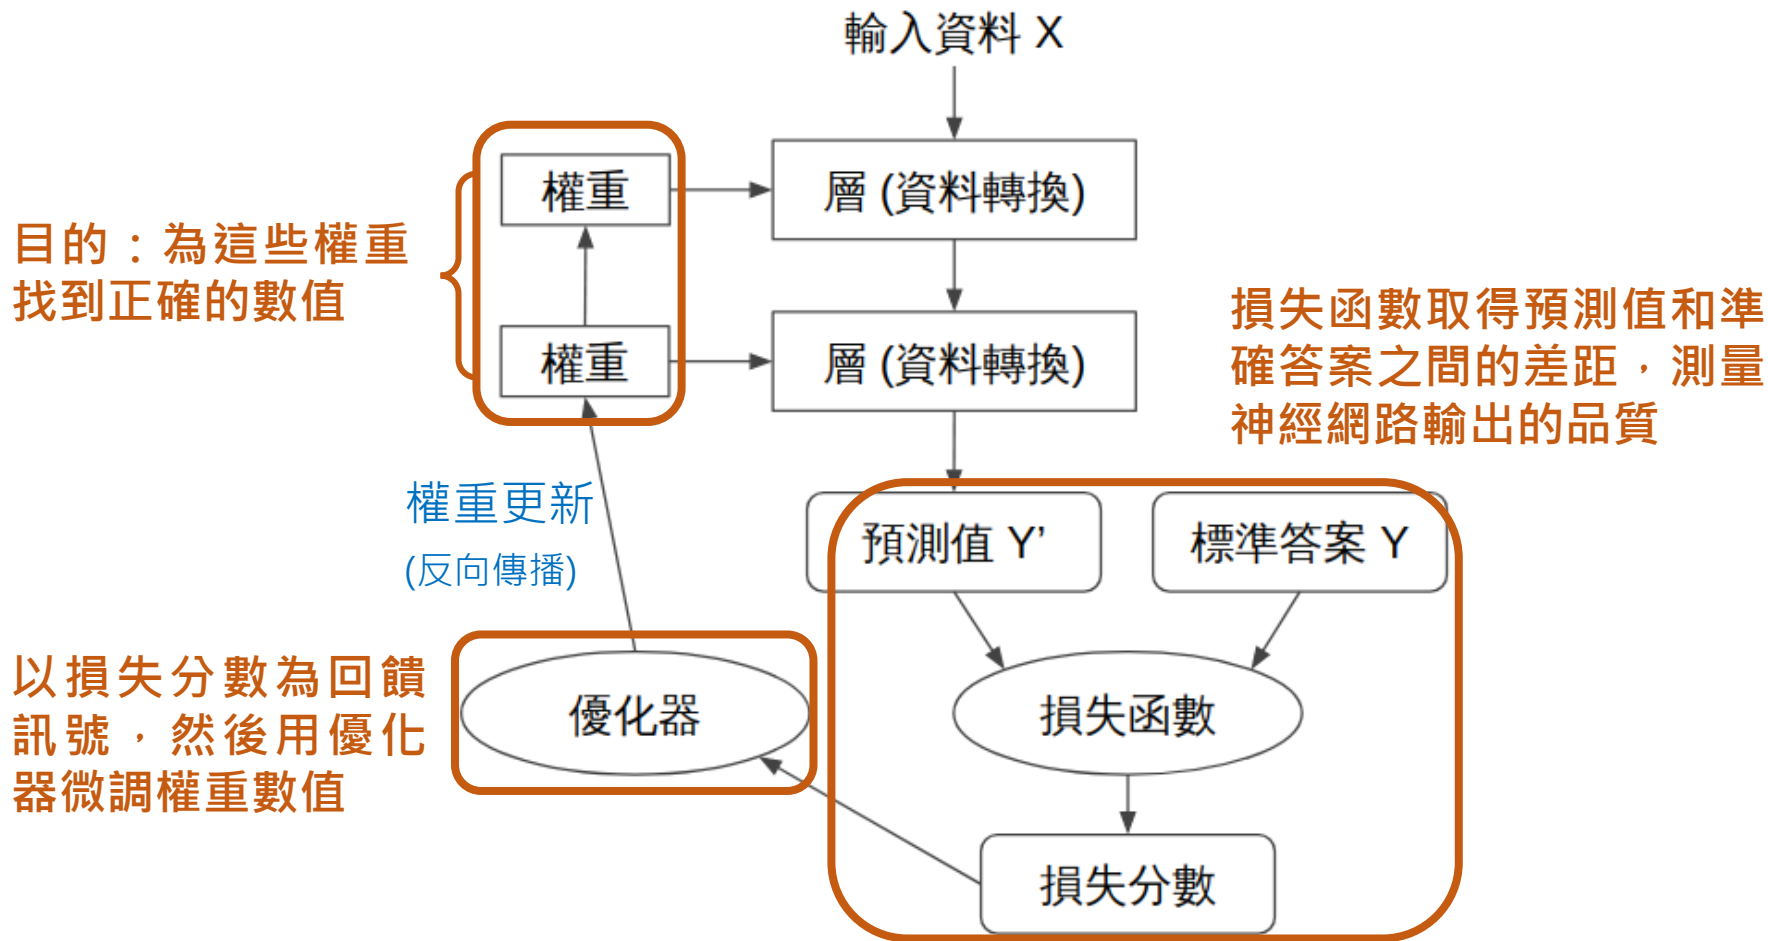 輸入資料 X
權重
層 (資料轉換)
目的：為這些權重
找到正確的數值
權重
層 (資料轉換)
損失函數取得預測值和準
確答案之間的差距，測量
神經網路輸出的品質
權重更新
(反向傳播)
預測值 Y’
標準答案 Y
以損失分數為回饋
訊號，然後用優化
器微調權重數值
優化器
損失函數
損失分數